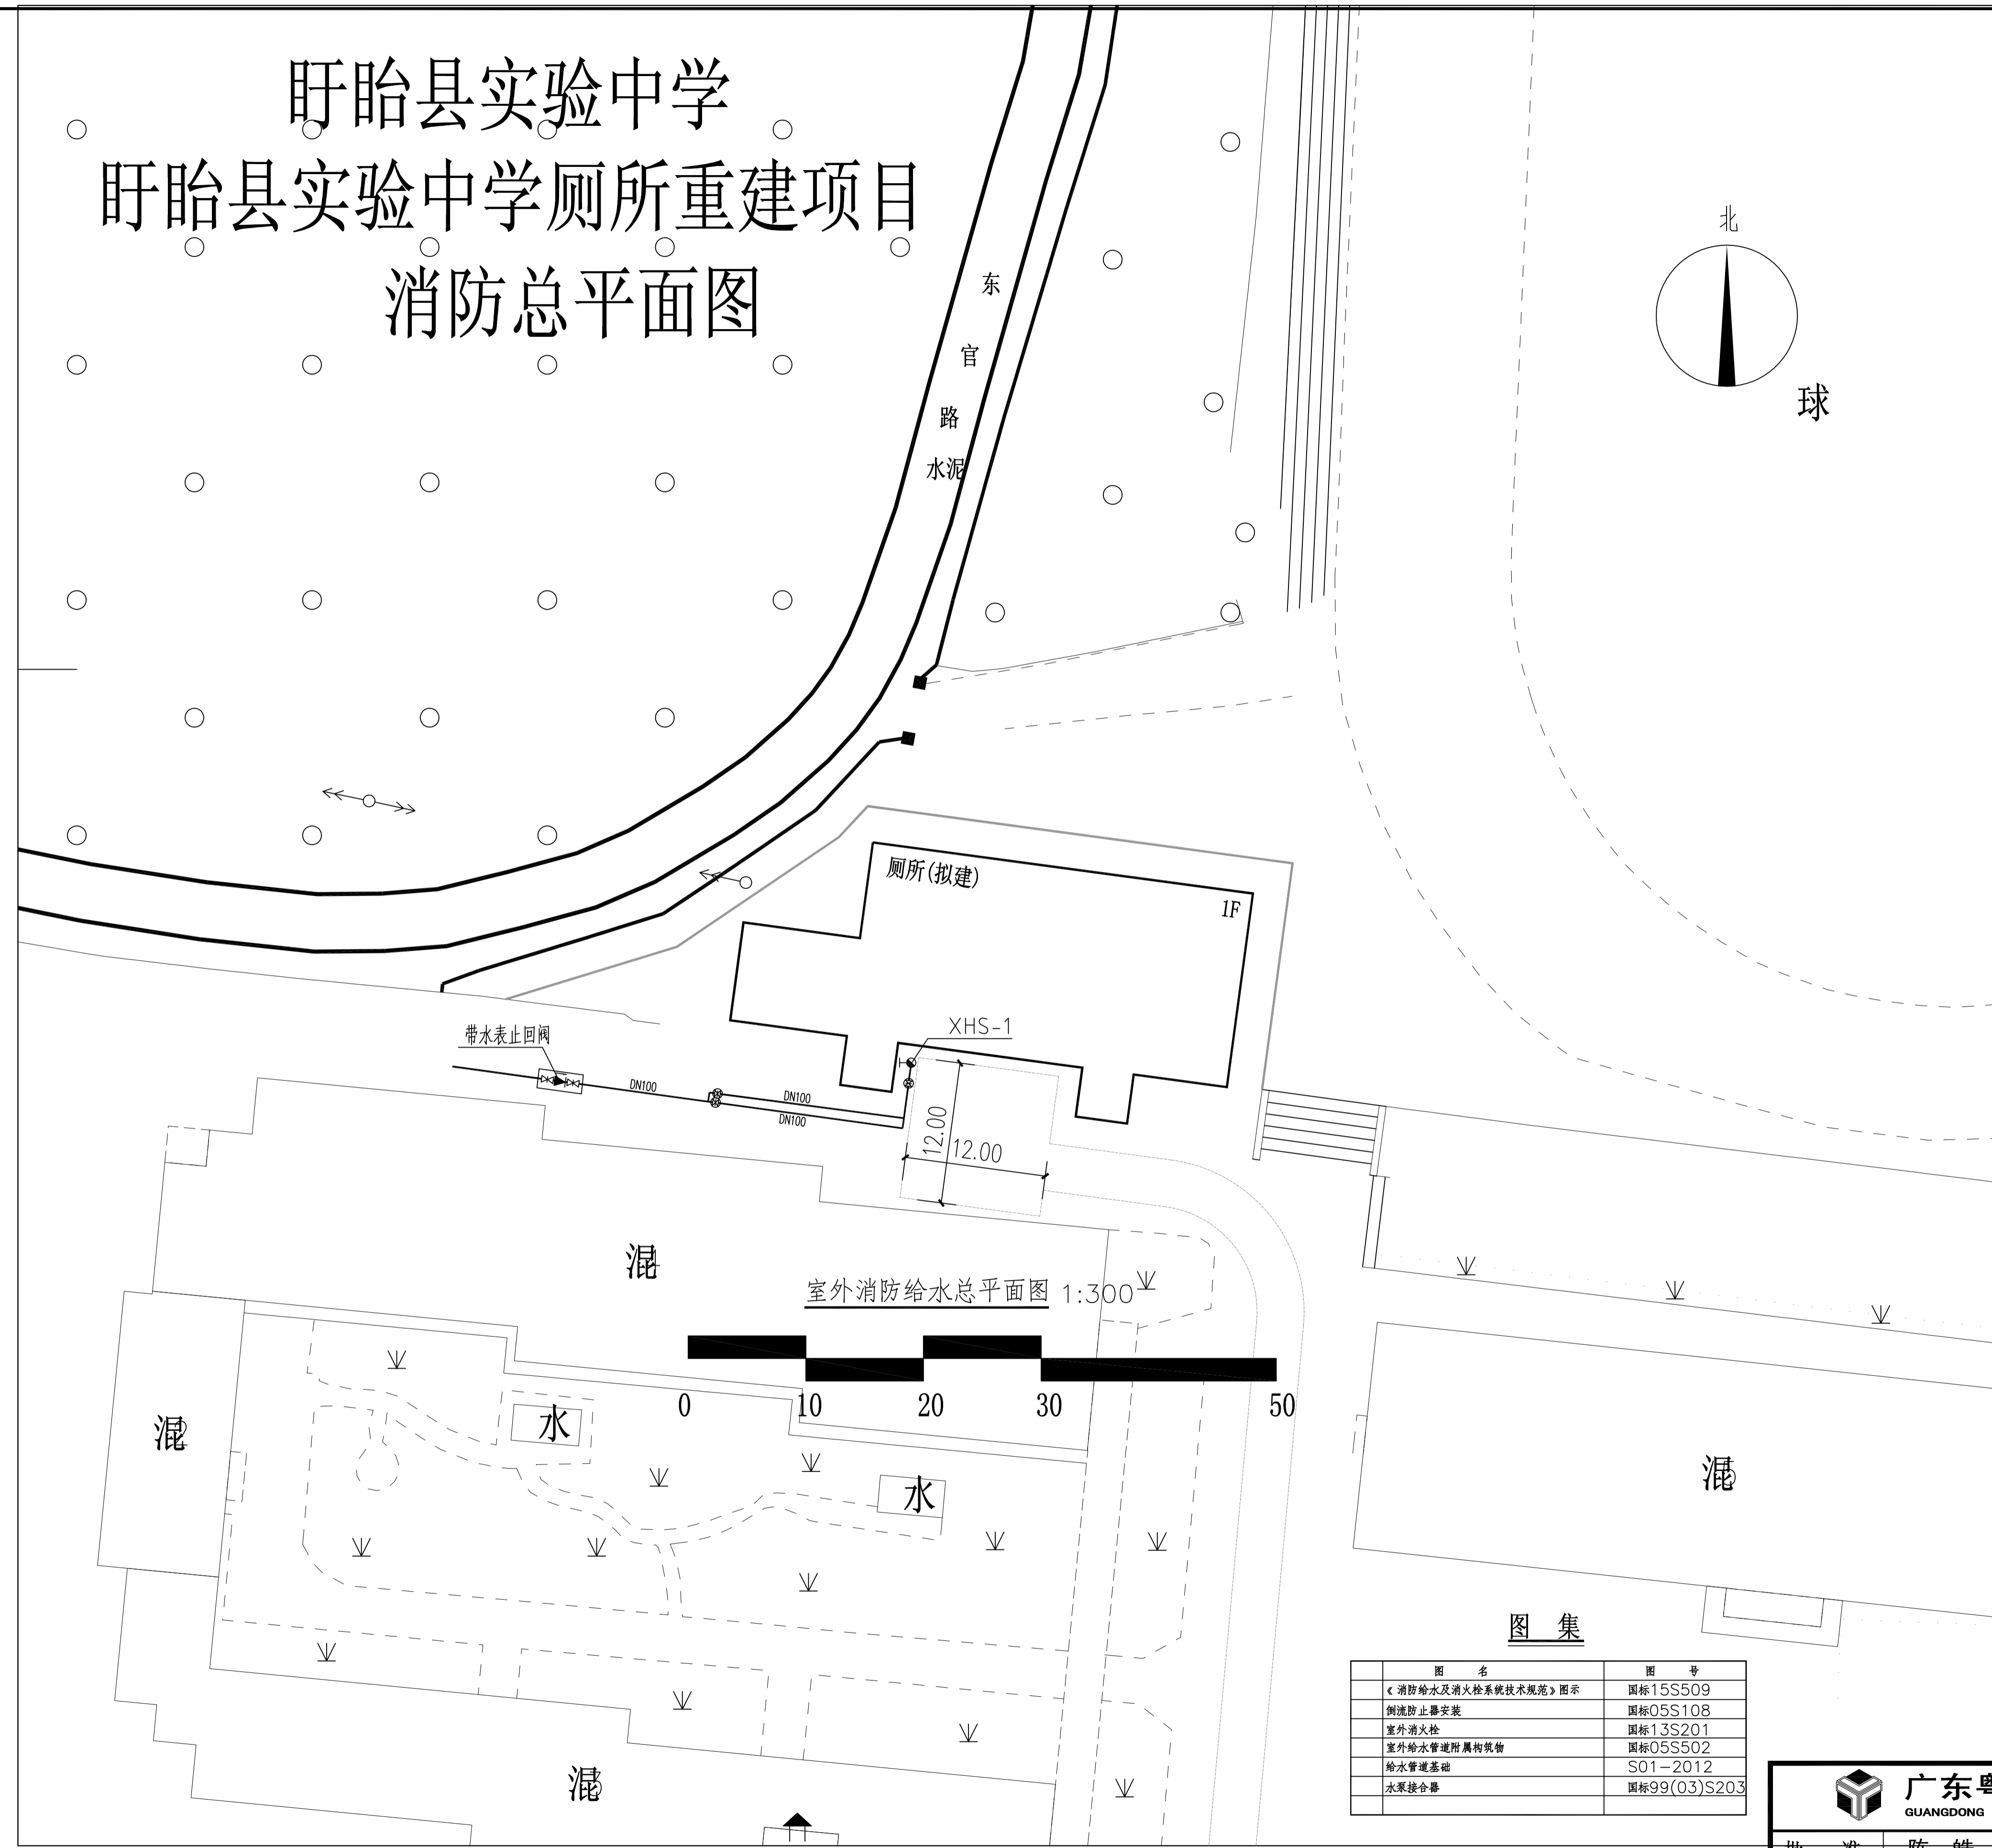 盱眙县实验中学
盱眙县实验中学厕所重建项目
消防总平面图
北
球
东
官
路
水泥
厕所(拟建)
1F
XHS-1
带水表止回阀
DN100
DN100
DN100
12.00
12.00
混
室外消防给水总平面图 1:300
0 10 20 30 50
混
水
水
混
混
图 集
图 名 图 号
《消防给水及消火栓系统技术规范》图示 国标15S509
倒流防止器安装 国标05S108
室外消火栓 国标13S201
室外给水管道附属构筑物 国标05S502
给水管道基础 S01-2012
水泵接合器 国标99(03)S203
广东粤
GUANGDONG